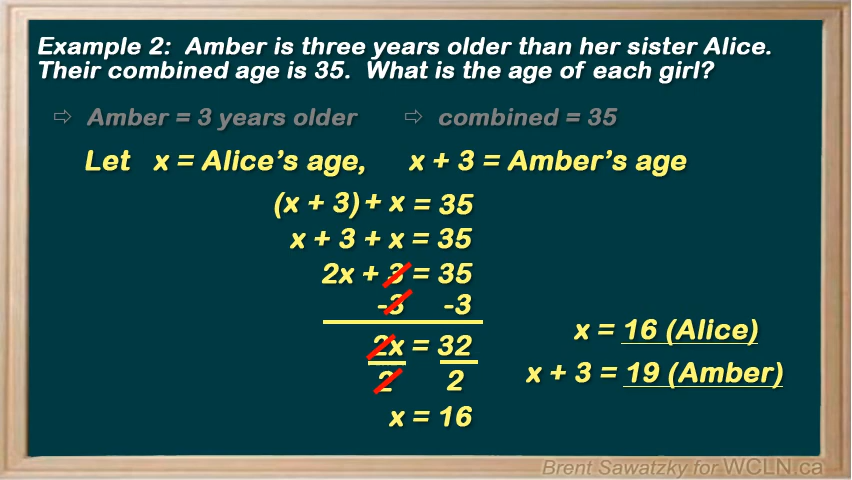 Example 2:  Amber is three years older than her sister Alice.
Their combined age is 35.  What is the age of each girl?
⇨ Amber = 3 years older ⇨ combined = 35
Let x = Alice's age, x + 3 = Amber's age
(x + 3) + x = 35
x + 3 + x = 35
2x + 3 = 35
-3 -3
2x = 32
2 2
x = 16
x = 16 (Alice)
x + 3 = 19 (Amber)
Brent Sawatzky for WCLN.ca